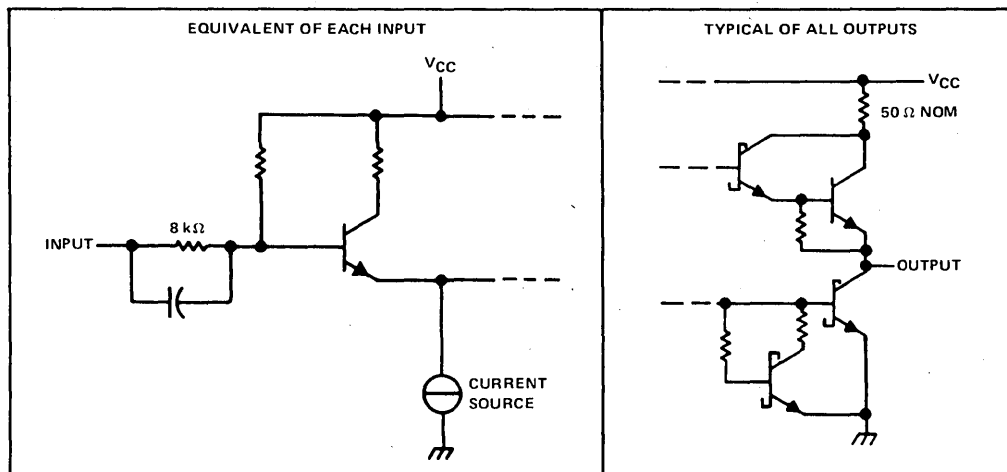 EQUIVALENT OF EACH INPUT
VCC
8 kΩ
INPUT
CURRENT
SOURCE
TYPICAL OF ALL OUTPUTS
VCC
50 Ω NOM
OUTPUT